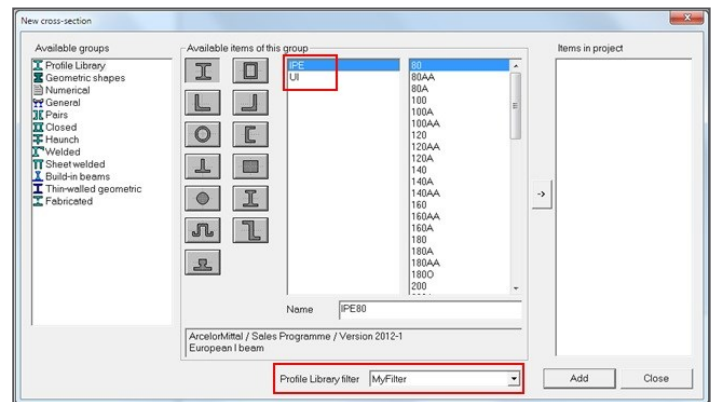 New cross-section
Available groups
Available items of this group
Items in project
Profile Library
Geometric shapes
Numerical
General
Pairs
Closed
Haunch
Welded
Sheet welded
Build-in beams
Thin-walled geometric
Fabricated
IPE
UI
80
80AA
80A
100
100A
100AA
120
120AA
120A
140
140A
140AA
160
160AA
160A
180
180A
180AA
180O
200
->
Name
IPE80
ArcelorMittal / Sales Programme / Version 2012-1
European I beam
Profile Library filter
MyFilter
Add
Close